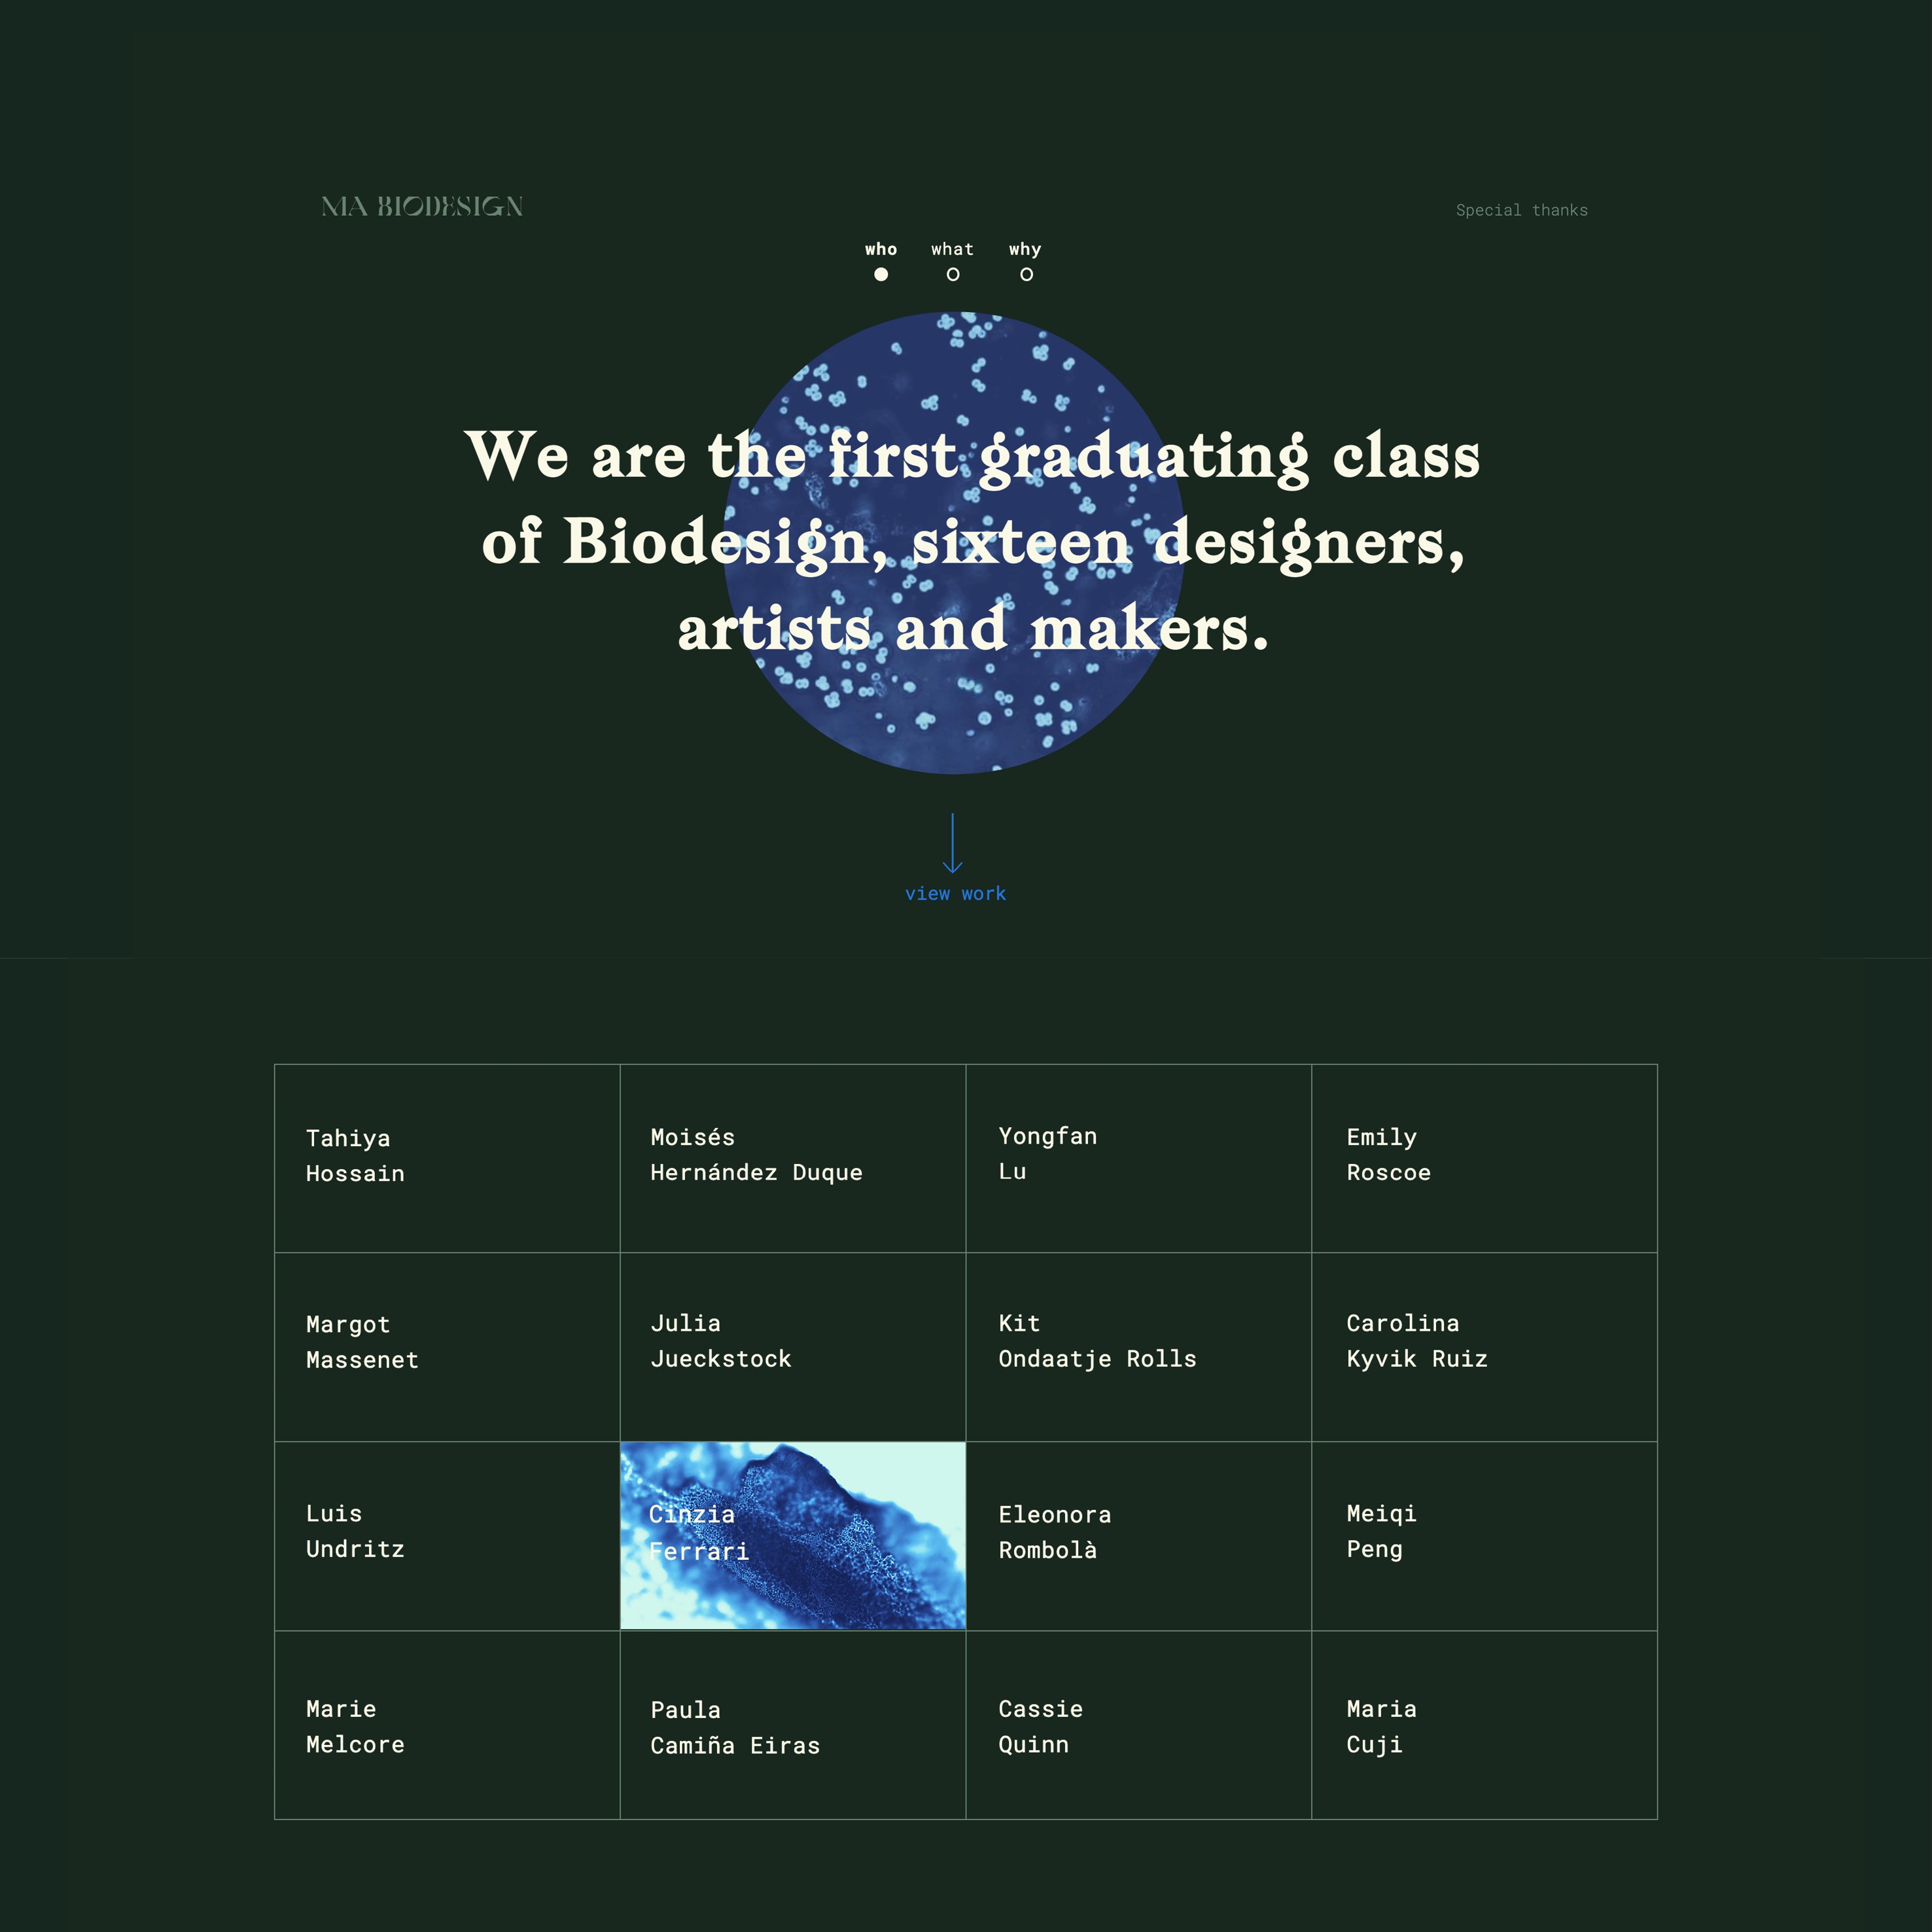 MA BIODESIGN
Special thanks
who what why
We are the first graduating class
of Biodesign, sixteen designers,
artists and makers.
view work
Tahiya
Hossain
Moisés
Hernández Duque
Yongfan
Lu
Emily
Roscoe
Margot
Massenet
Julia
Jueckstock
Kit
Ondaatje Rolls
Carolina
Kyvik Ruiz
Luis
Undritz
Cinzia
Ferrari
Eleonora
Rombolà
Meiqi
Peng
Marie
Melcore
Paula
Camiña Eiras
Cassie
Quinn
Maria
Cuji